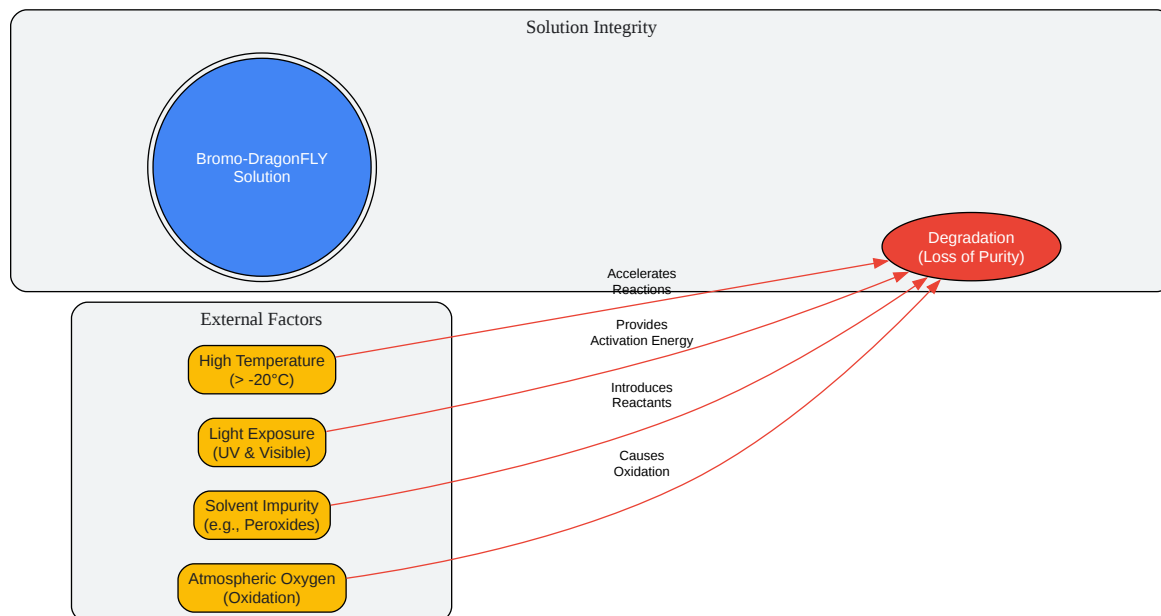 Solution Integrity
Bromo-DragonFLY
Solution
Degradation
(Loss of Purity)
Accelerates
Reactions
External Factors
High Temperature
(> -20°C)
Provides
Activation Energy
Light Exposure
(UV & Visible)
Introduces
Reactants
Solvent Impurity
(e.g., Peroxides)
Causes
Oxidation
Atmospheric Oxygen
(Oxidation)